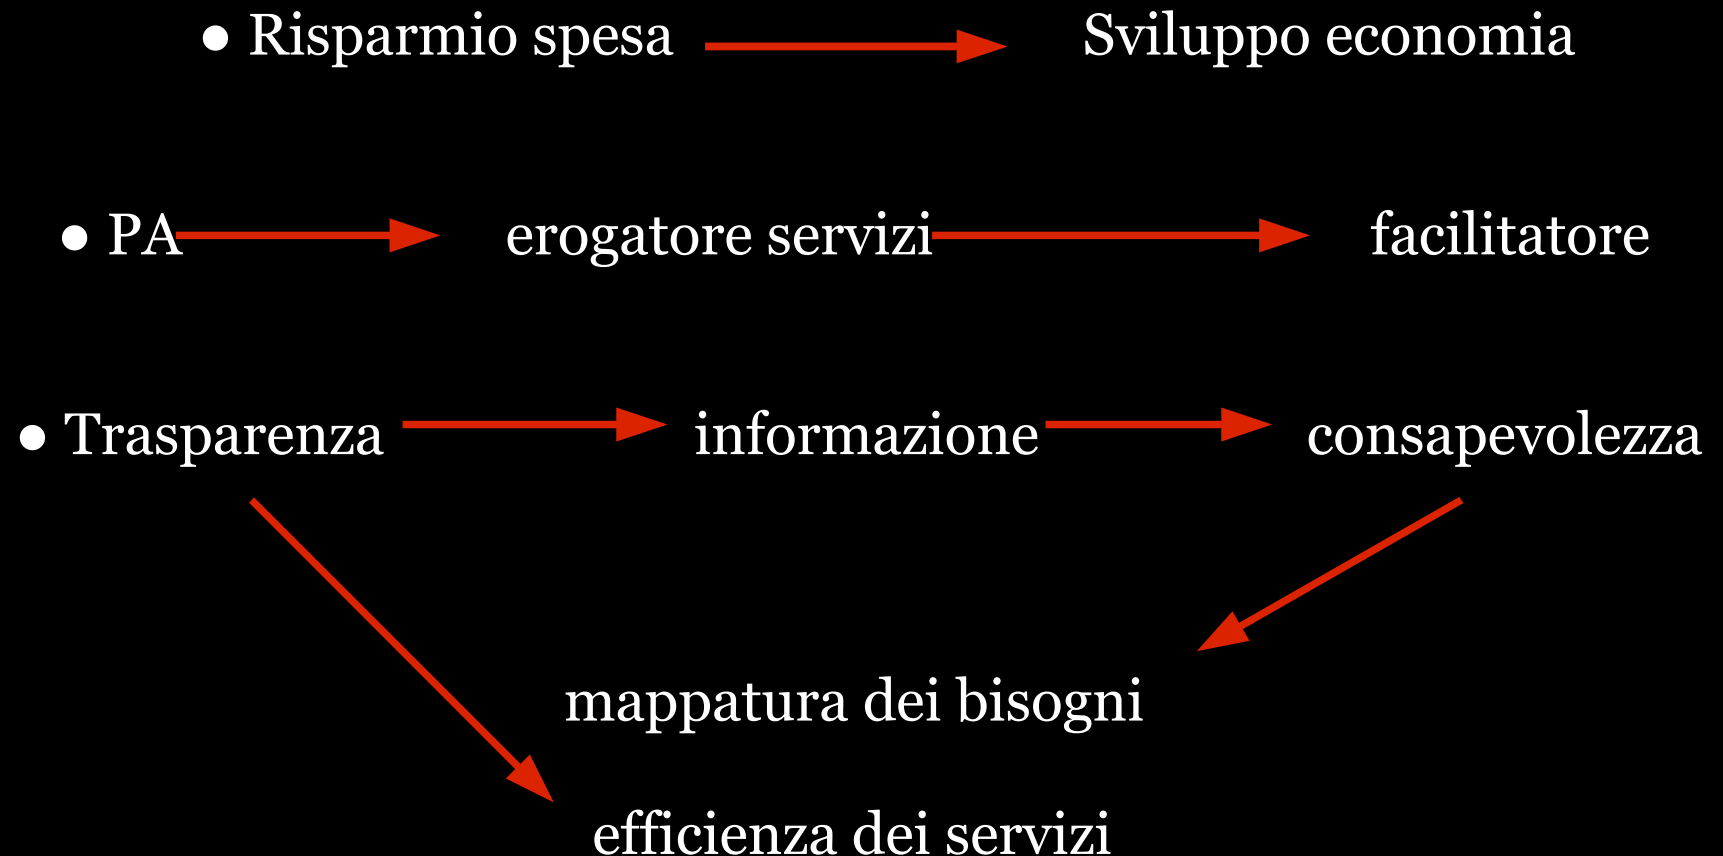 ● Risparmio spesa Sviluppo economia
● PA erogatore servizi facilitatore
● Trasparenza informazione consapevolezza
mappatura dei bisogni
efficienza dei servizi